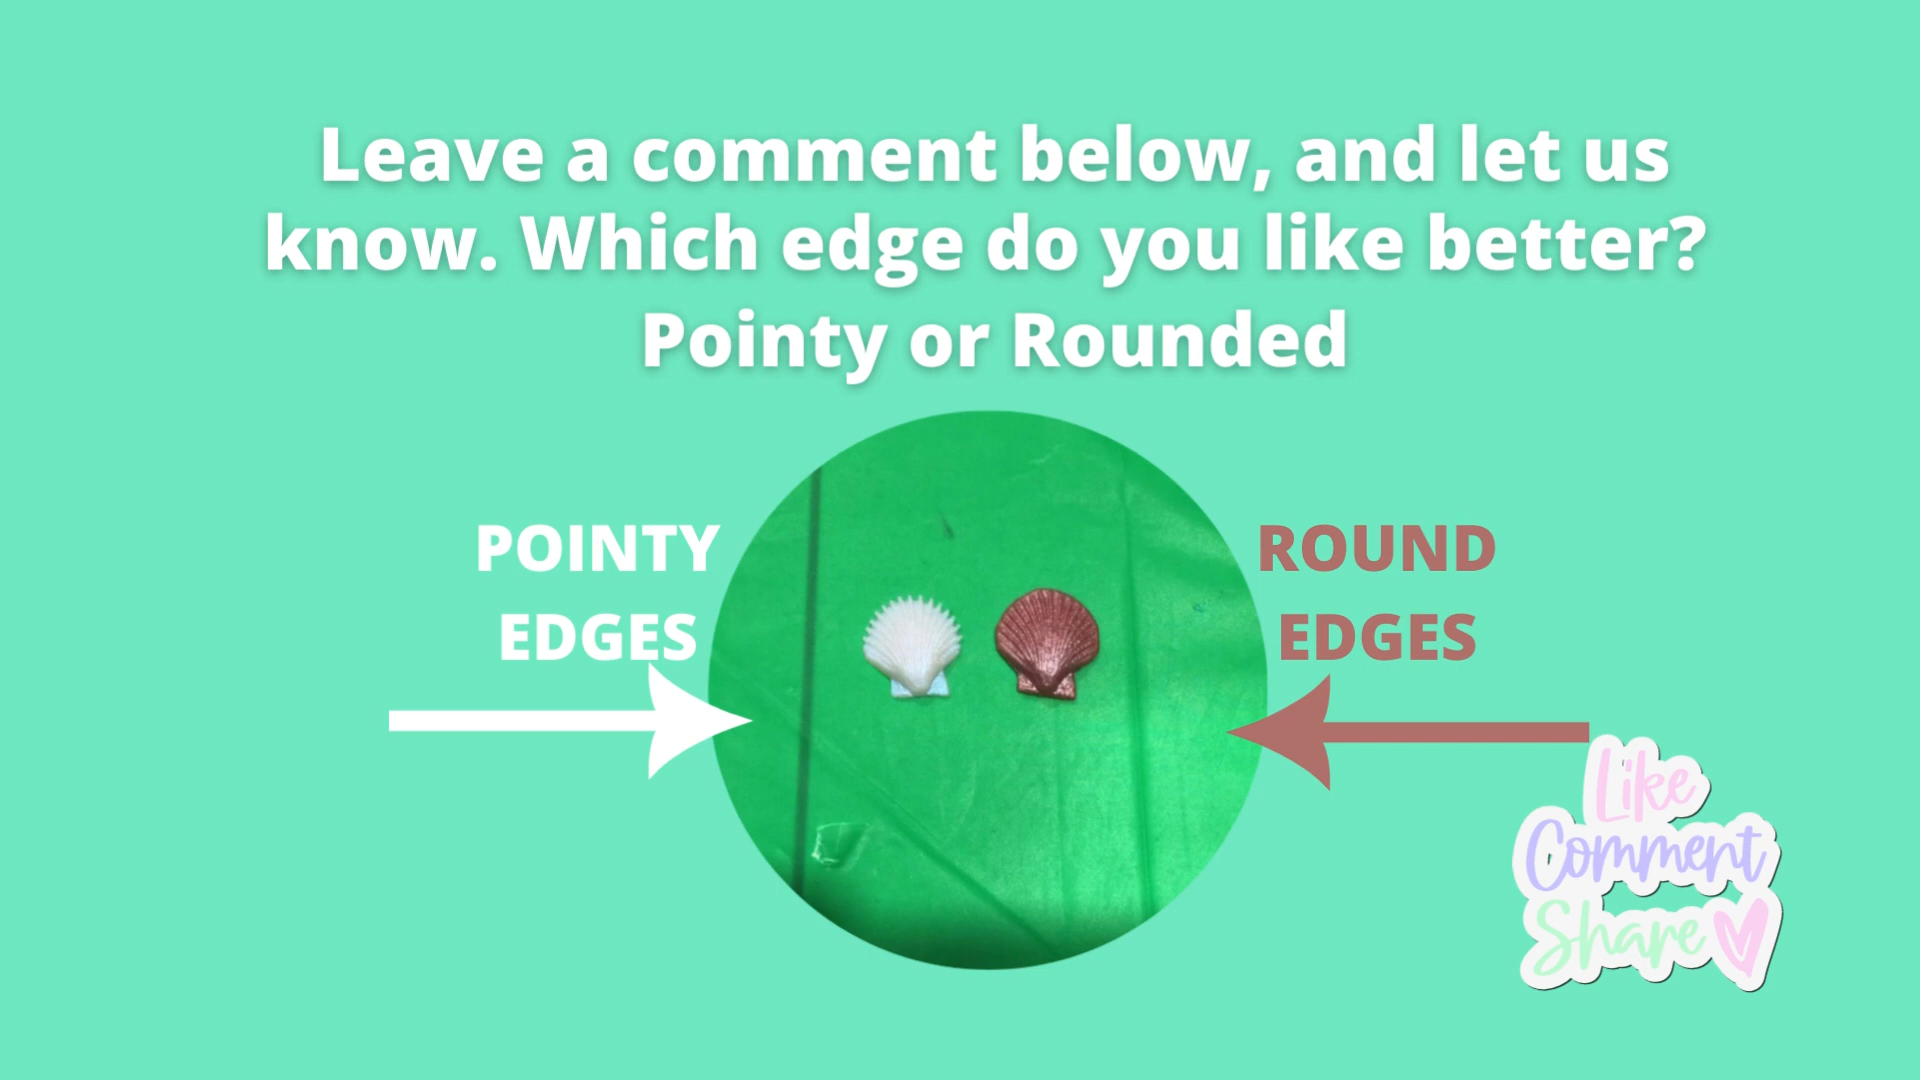 Leave a comment below, and let us
know. Which edge do you like better?
Pointy or Rounded
POINTY
EDGES
ROUND
EDGES
Like
Comment
Share